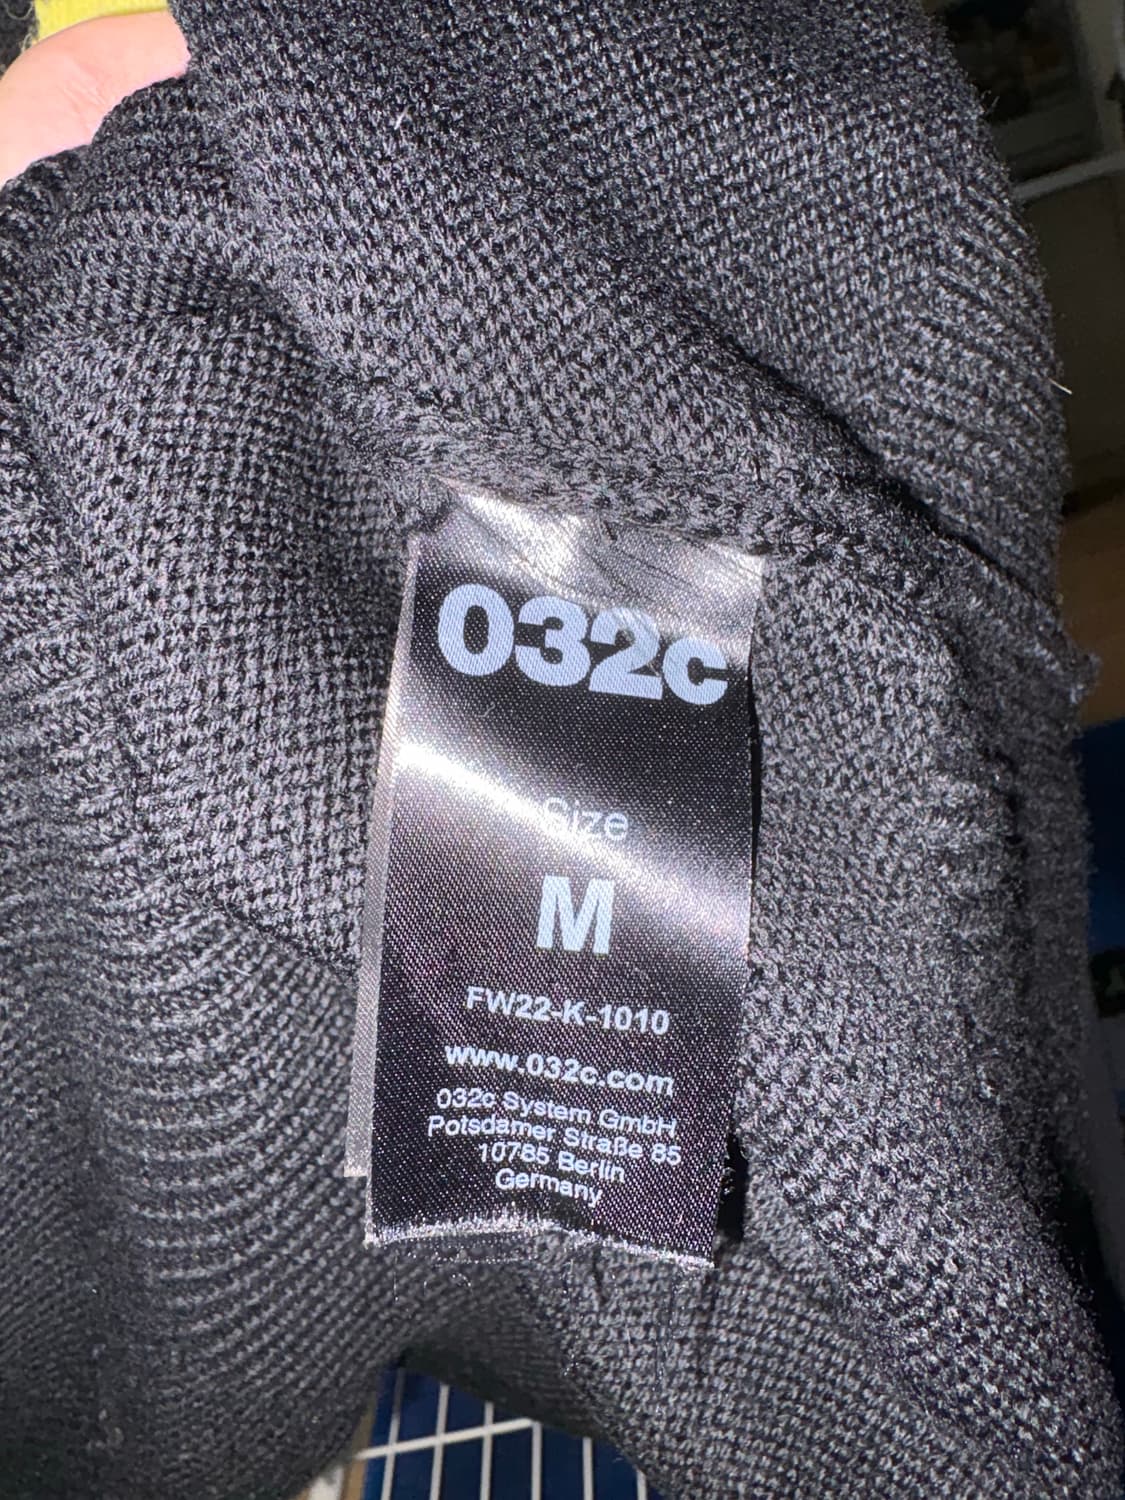 032c
Size
M
FW22-K-1010
www.032c.com
032c System GmbH
Potsdamer Straße 85
10785 Berlin
Germany